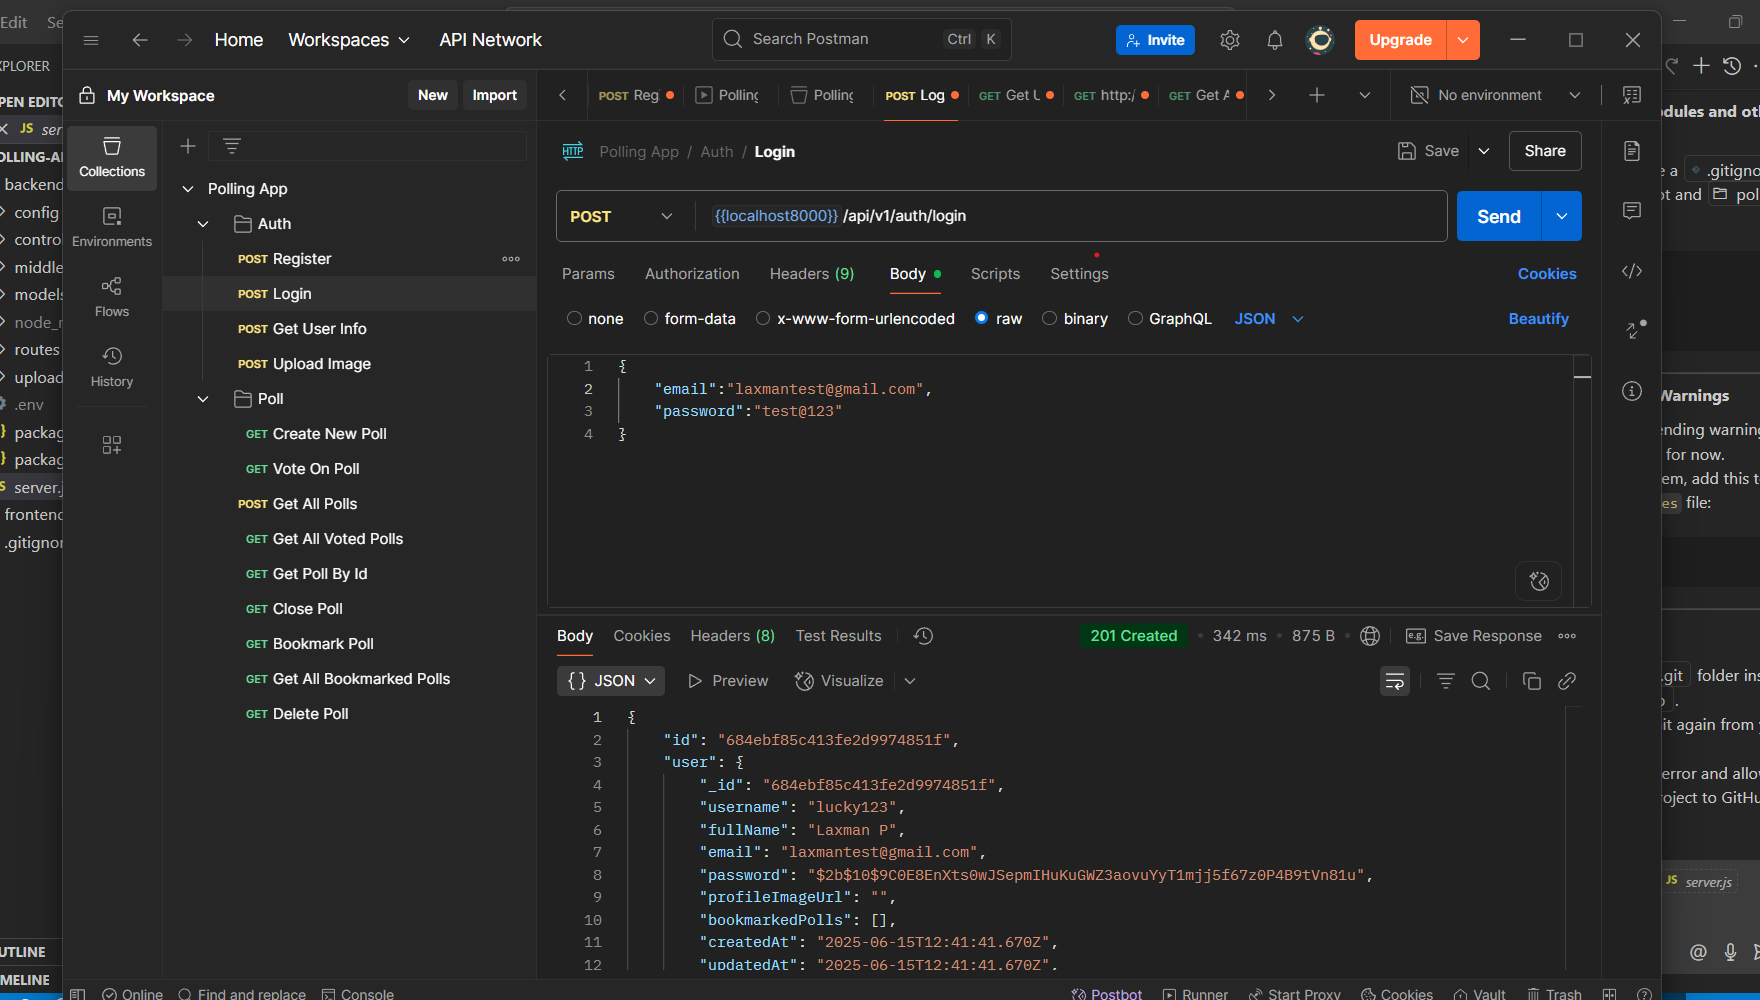 Edit Se
Home Workspaces API Network
Search Postman Ctrl K
Invite
Upgrade
XPLORER
PEN EDITO
JS ser
OLLING-AI
backend
config
contro
middle
models
node_r
routes
upload
.env
packag
packag
server.j
frontend
.gitignor
UTLINE
MELINE
My Workspace
New Import
Collections
Environments
Flows
History
Polling App
Auth
POST Register
POST Login
POST Get User Info
POST Upload Image
Poll
GET Create New Poll
GET Vote On Poll
POST Get All Polls
GET Get All Voted Polls
GET Get Poll By Id
GET Close Poll
GET Bookmark Poll
GET Get All Bookmarked Polls
GET Delete Poll
POST Reg Polling Polling POST Log GET Get U GET http:/ GET Get A
No environment
HTTP Polling App / Auth / Login
Save Share
POST {{localhost8000}} /api/v1/auth/login
Send
Params Authorization Headers (9) Body Scripts Settings Cookies
none form-data x-www-form-urlencoded raw binary GraphQL JSON Beautify
1 {
2 "email":"laxmantest@gmail.com",
3 "password":"test@123"
4 }
Body Cookies Headers (8) Test Results
201 Created • 342 ms • 875 B • e.g. Save Response
{} JSON Preview Visualize
1 {
2 "id": "684ebf85c413fe2d9974851f",
3 "user": {
4 "_id": "684ebf85c413fe2d9974851f",
5 "username": "lucky123",
6 "fullName": "Laxman P",
7 "email": "laxmantest@gmail.com",
8 "password": "$2b$10$9C0E8EnXts0wJSepmIHuKuGWZ3aovuYyT1mjj5f67z0P4B9tVn81u",
9 "profileImageUrl": "",
10 "bookmarkedPolls": [],
11 "createdAt": "2025-06-15T12:41:41.670Z",
12 "updatedAt": "2025-06-15T12:41:41.670Z",
Online Find and replace Console
Postbot Runner Start Proxy Cookies Vault Trash
dules and oth
e a .gitigno
ot and pol
Warnings
ending warning
for now.
em, add this t
es file:
.git folder ins
it again from
error and allow
roject to GitHu
JS server.js
@